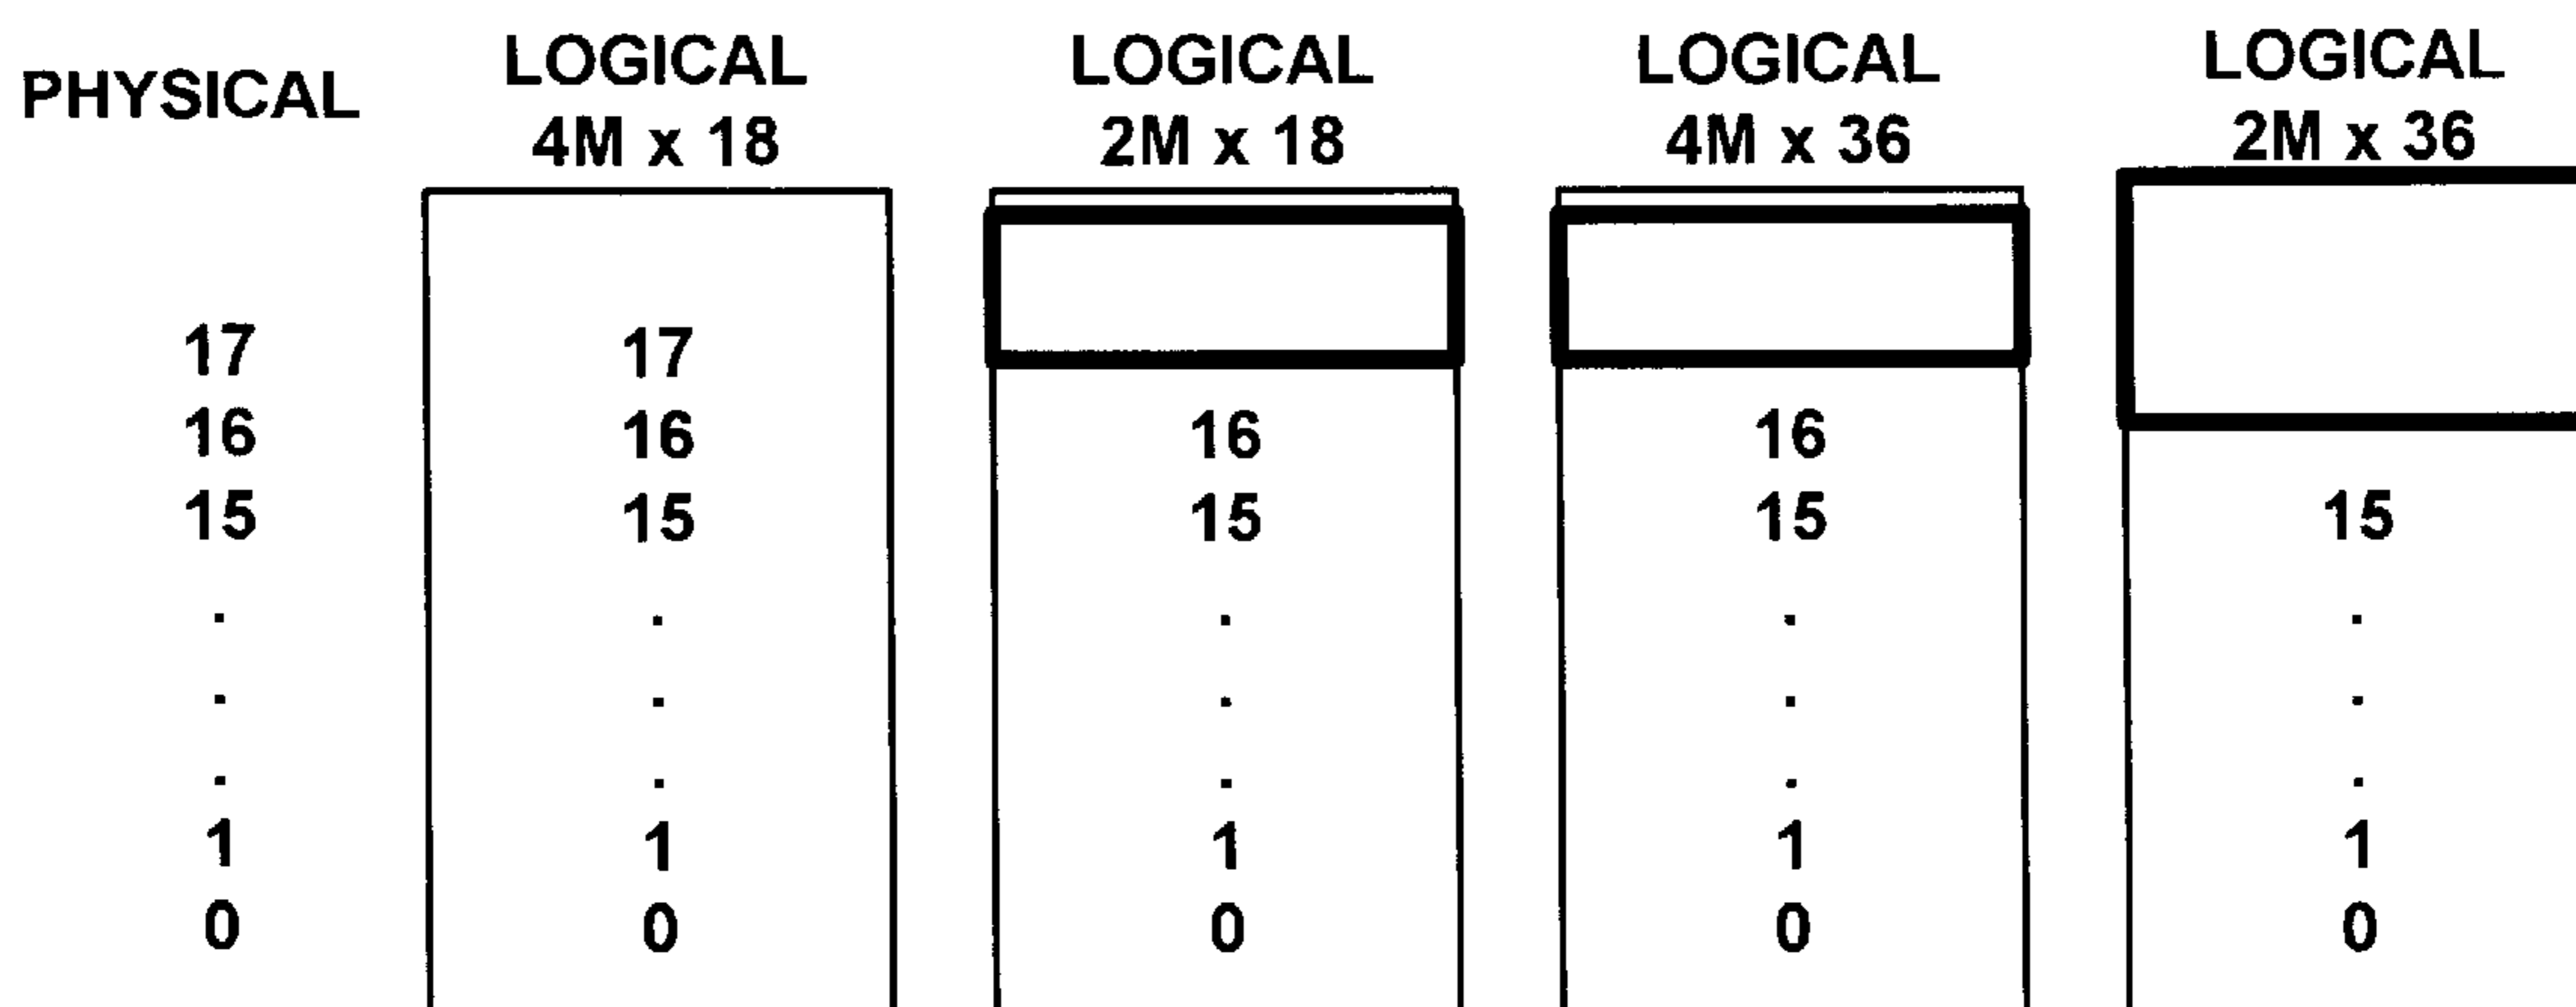 PHYSICAL LOGICAL LOGICAL LOGICAL LOGICAL
4M x 18 2M x 18 4M x 36 2M x 36
17 17
16 16 16 16
15 15 15 15 15
. . . . .
. . . . .
. . . . .
1 1 1 1 1
0 0 0 0 0